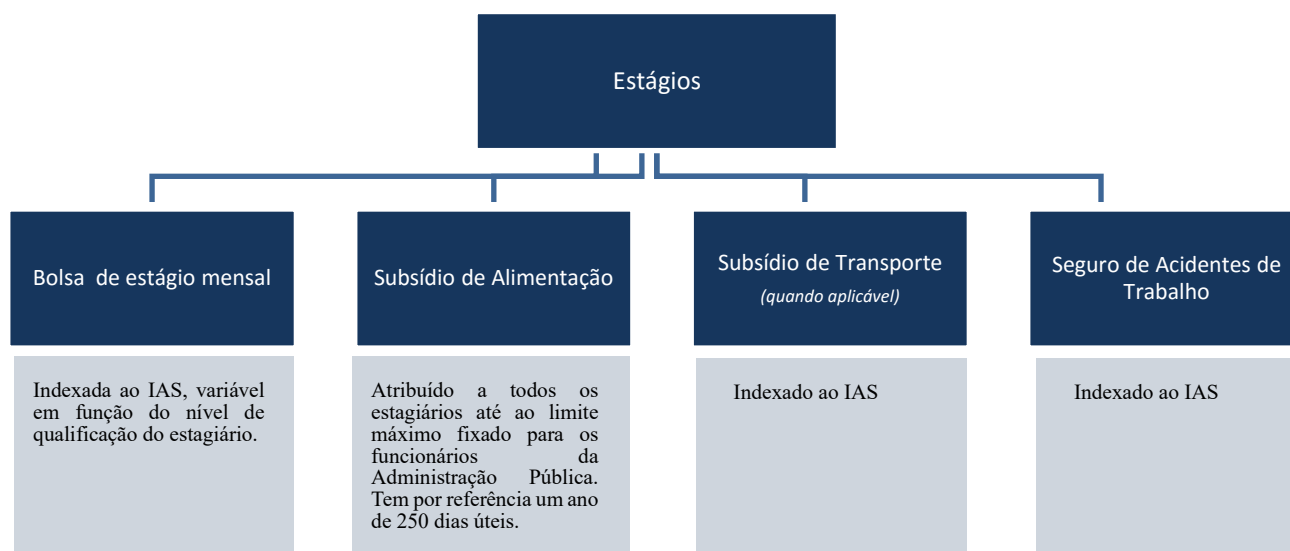 Estágios
Bolsa de estágio mensal
Indexada ao IAS, variável
em função do nível de
qualificação do estagiário.
Subsídio de Alimentação
Atribuído a todos os
estagiários até ao limite
máximo fixado para os
funcionários da
Administração Pública.
Tem por referência um ano
de 250 dias úteis.
Subsídio de Transporte
(quando aplicável)
Indexado ao IAS
Seguro de Acidentes de
Trabalho
Indexado ao IAS